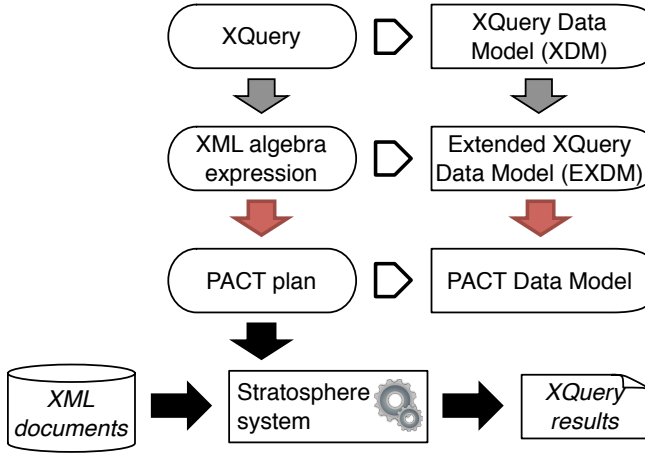 XQuery
XQuery Data
Model (XDM)
XML algebra
expression
Extended XQuery
Data Model (EXDM)
PACT plan
PACT Data Model
XML
documents
Stratosphere
system
XQuery
results